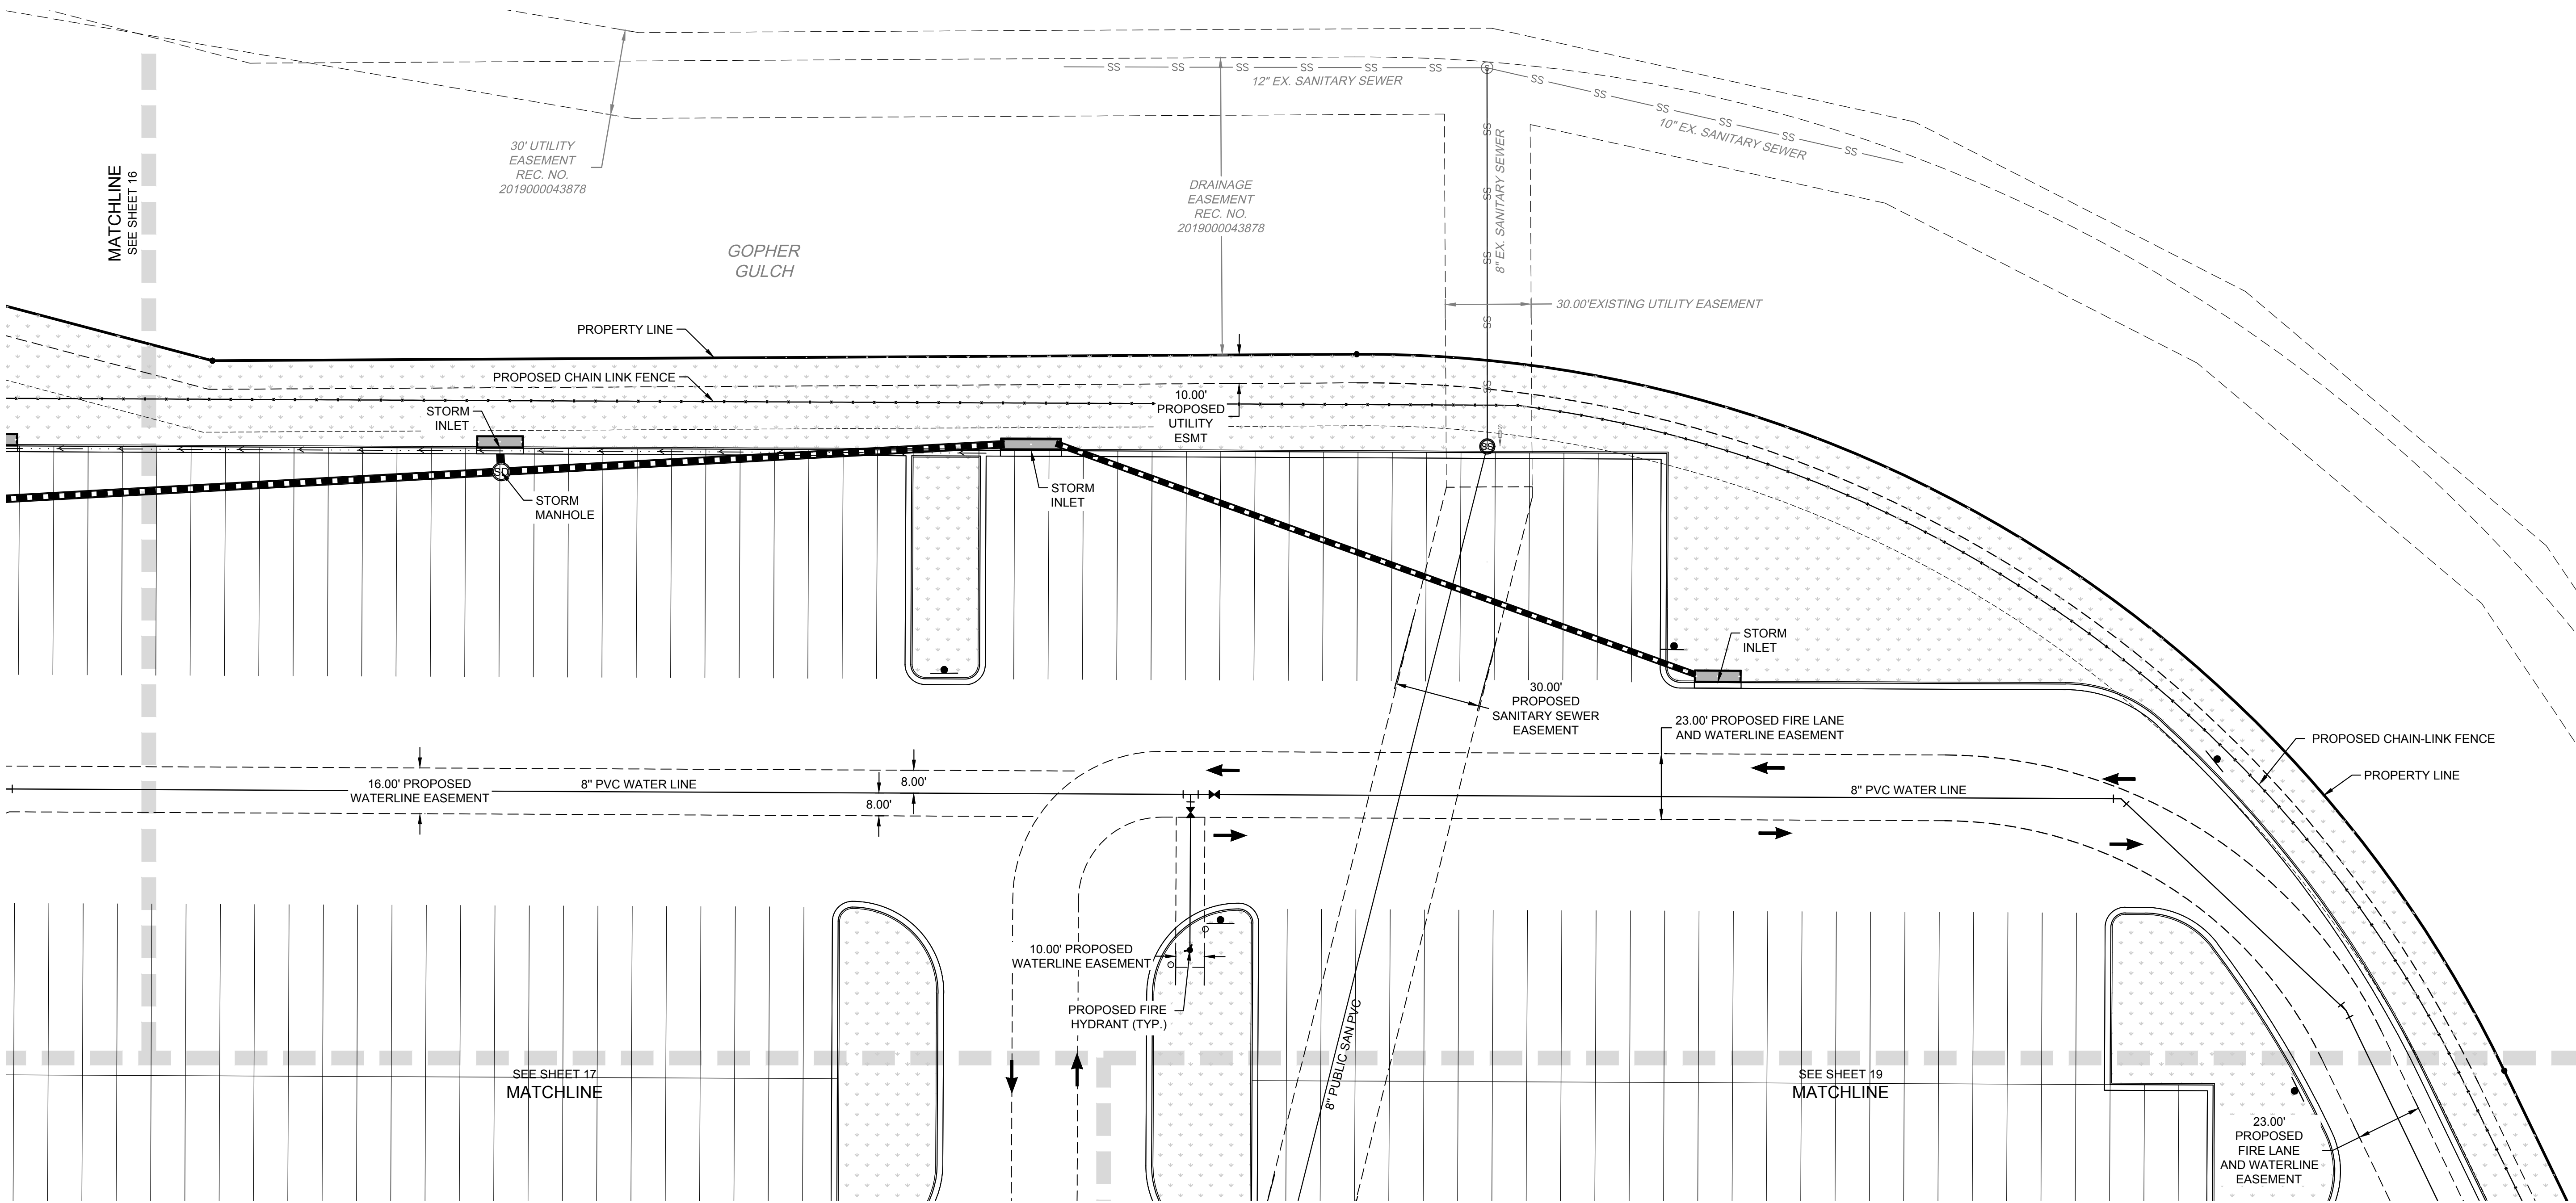 SS SS SS SS SS SS
12" EX. SANITARY SEWER
S
SS SS SS SS SS SS
10" EX. SANITARY SEWER
30' UTILITY
EASEMENT
REC. NO.
2019000043878
MATCHLINE
SEE SHEET 16
DRAINAGE
EASEMENT
REC. NO.
2019000043878
SS SS SS SS SS
8" EX. SANITARY SEWER
GOPHER
GULCH
30.00'EXISTING UTILITY EASEMENT
PROPERTY LINE
PROPOSED CHAIN LINK FENCE
10.00'
PROPOSED
UTILITY
ESMT
STORM
INLET
SS
SD
STORM
MANHOLE
STORM
INLET
STORM
INLET
30.00'
PROPOSED
SANITARY SEWER
EASEMENT
23.00' PROPOSED FIRE LANE
AND WATERLINE EASEMENT
PROPOSED CHAIN-LINK FENCE
PROPERTY LINE
16.00' PROPOSED
WATERLINE EASEMENT
8" PVC WATER LINE
8.00'
8.00'
8" PVC WATER LINE
10.00' PROPOSED
WATERLINE EASEMENT
PROPOSED FIRE
HYDRANT (TYP.)
8" PUBLIC SAN PVC
SEE SHEET 17
MATCHLINE
SEE SHEET 19
MATCHLINE
23.00'
PROPOSED
FIRE LANE
AND WATERLINE
EASEMENT